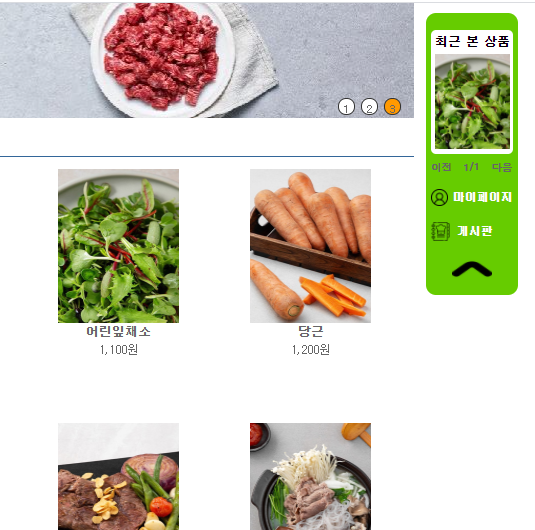 1 2 3
최근 본 상품
이전 1/1 다음
마이페이지
게시판
어린잎채소
1,100원
당근
1,200원